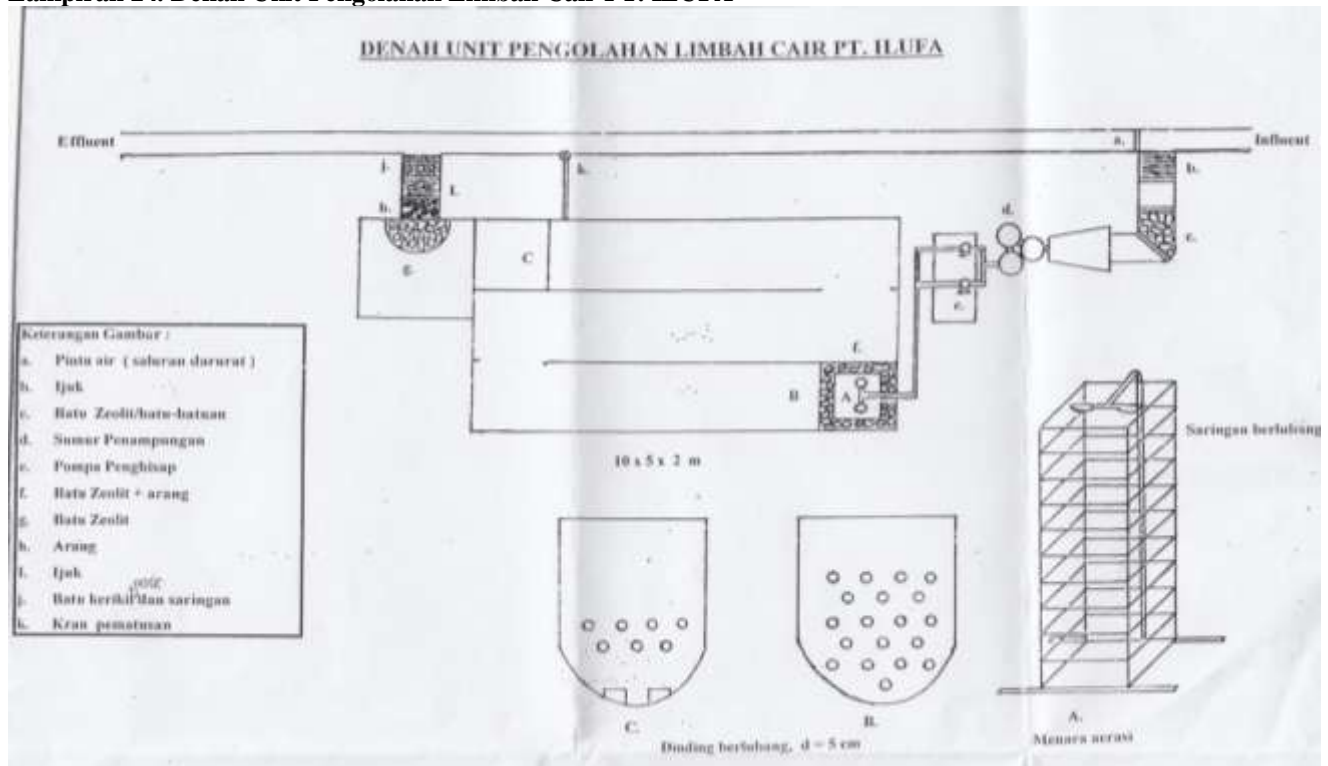 DENAH UNIT PENGOLAHAN LIMBAH CAIR PT. ILUFA
Effluent
a.
Influent
j.
k.
b.
I.
h.
d.
C
c.
g.
e.
f.
B
A
Keterangan Gambar :
a. Pintu air ( saluran darurat )
b. Ijuk
c. Batu Zeolit/batu-batuan
d. Sumur Penampungan
e. Pompa Penghisap
f. Batu Zeolit + arang
g. Batu Zeolit
h. Arang
I. Ijuk
j. Batu kerikil dan saringan
k. Kran pematusan
10 x 5 x 2 m
Saringan berlubang
C.
B.
A.
Dinding berlubang, d = 5 cm
Menara aerasi